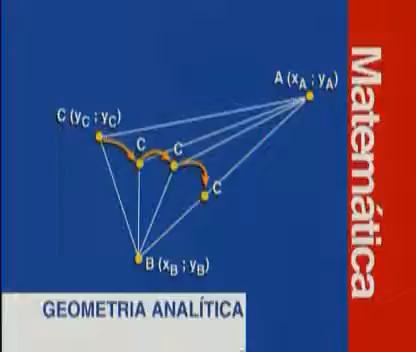 A (xA ; yA)
C (yC ; yC)
C
C
C
B (xB ; yB)
GEOMETRIA ANALÍTICA
Matemática